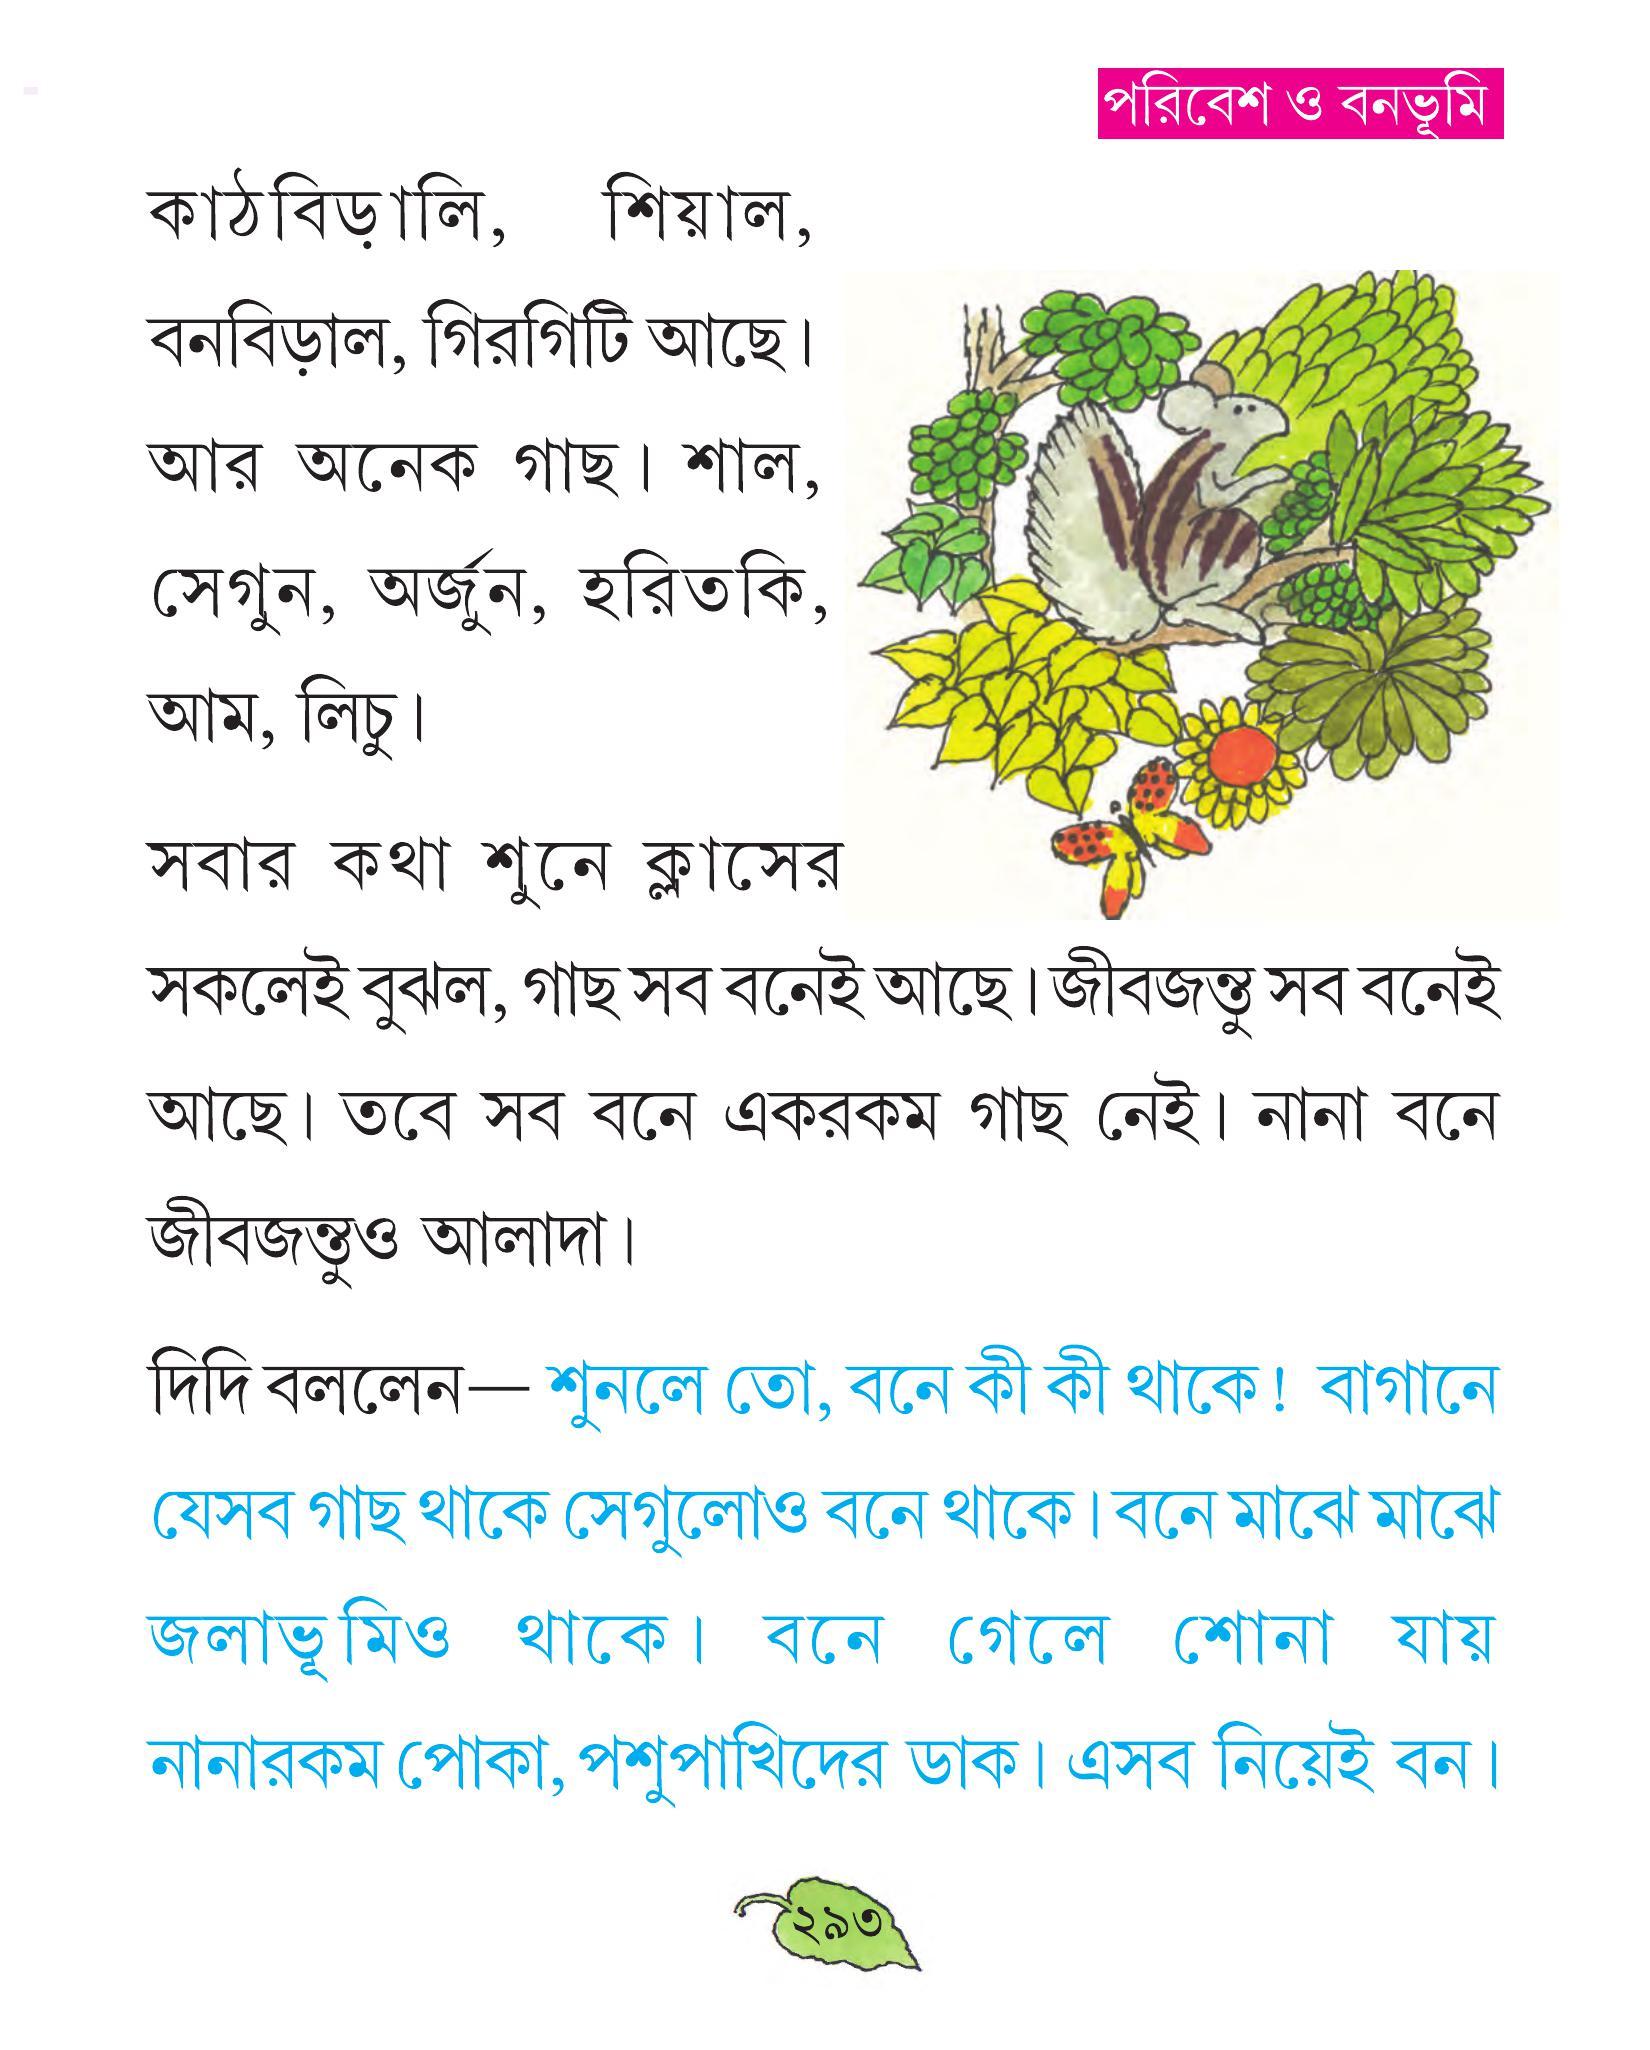 পরিবেশ ও বনভূমি
কাঠবিড়ালি, শিয়াল,
বনবিড়াল, গিরগিটি আছে।
আর অনেক গাছ। শাল,
সেগুন, অর্জুন, হরিতকি,
আম, লিচু।
সবার কথা শুনে ক্লাসের
সকলেই বুঝল, গাছ সব বনেই আছে। জীবজন্তু সব বনেই
আছে। তবে সব বনে একরকম গাছ নেই। নানা বনে
জীবজন্তুও আলাদা।
দিদি বললেন— শুনলে তো, বনে কী কী থাকে! বাগানে
যেসব গাছ থাকে সেগুলোও বনে থাকে। বনে মাঝে মাঝে
জলাভূমিও থাকে। বনে গেলে শোনা যায়
নানারকম পোকা, পশুপাখিদের ডাক। এসব নিয়েই বন।
২৯৩